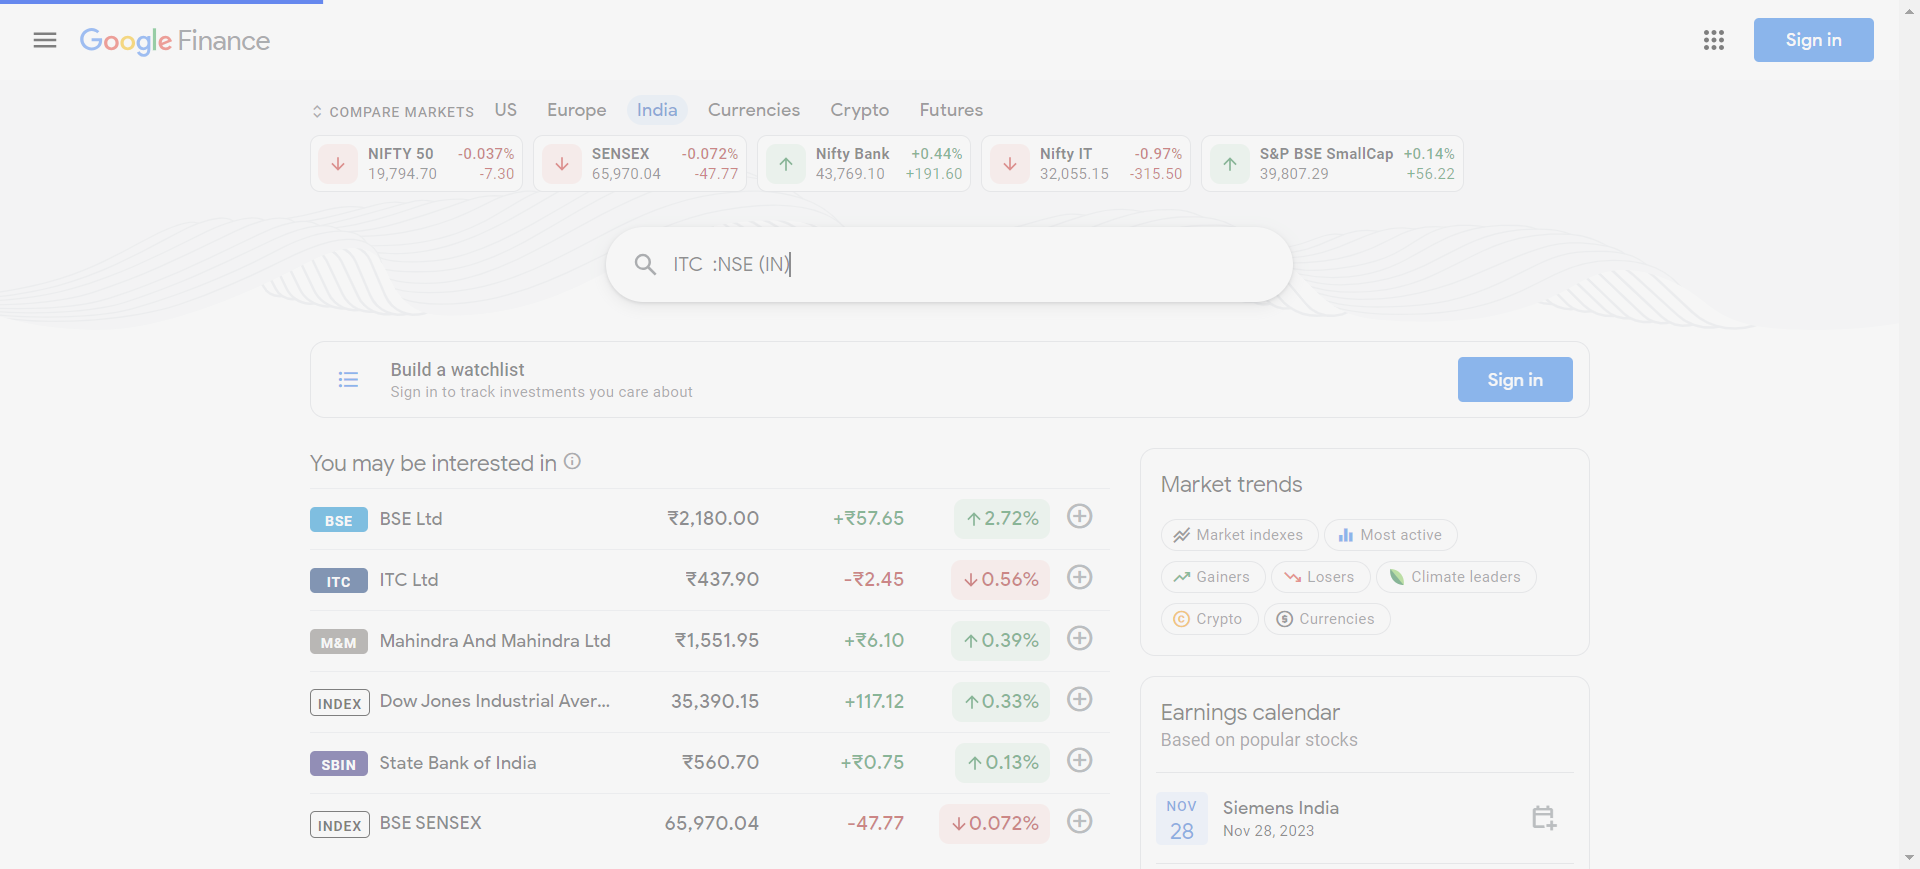 Google Finance
Sign in
COMPARE MARKETS US Europe India Currencies Crypto Futures
NIFTY 50 -0.037%
19,794.70 -7.30
SENSEX -0.072%
65,970.04 -47.77
Nifty Bank +0.44%
43,769.10 +191.60
Nifty IT -0.97%
32,055.15 -315.50
S&P BSE SmallCap +0.14%
39,807.29 +56.22
ITC :NSE (IN)
Build a watchlist
Sign in to track investments you care about
Sign in
You may be interested in
BSE BSE Ltd ₹2,180.00 +₹57.65 2.72%
ITC ITC Ltd ₹437.90 -₹2.45 0.56%
M&M Mahindra And Mahindra Ltd ₹1,551.95 +₹6.10 0.39%
INDEX Dow Jones Industrial Aver... 35,390.15 +117.12 0.33%
SBIN State Bank of India ₹560.70 +₹0.75 0.13%
INDEX BSE SENSEX 65,970.04 -47.77 0.072%
Market trends
Market indexes Most active
Gainers Losers Climate leaders
Crypto Currencies
Earnings calendar
Based on popular stocks
NOV
28
Siemens India
Nov 28, 2023